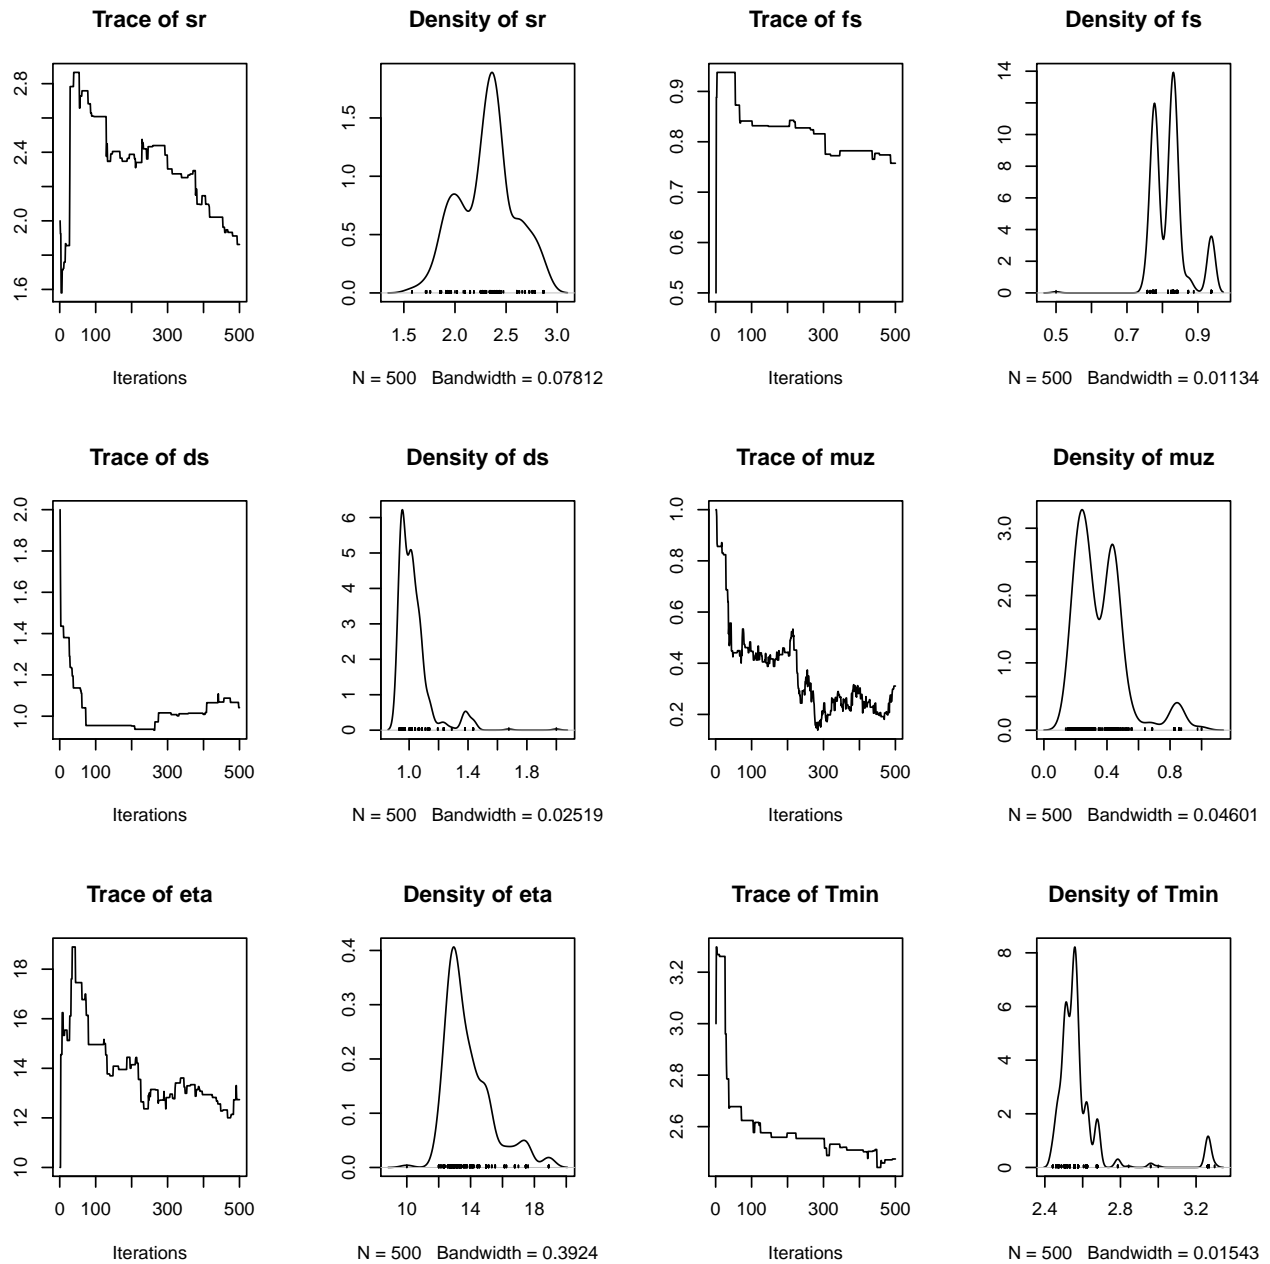 Trace of sr
2.8
2.4
2.0
1.6
0 100 300 500
Iterations
Density of sr
1.5
1.0
0.5
0.0
1.5 2.0 2.5 3.0
N = 500 Bandwidth = 0.07812
Trace of fs
0.9
0.8
0.7
0.6
0.5
0 100 300 500
Iterations
Density of fs
14
10
8
6
4
2
0
0.5 0.7 0.9
N = 500 Bandwidth = 0.01134
Trace of ds
2.0
1.8
1.6
1.4
1.2
1.0
0 100 300 500
Iterations
Density of ds
6
5
4
3
2
1
0
1.0 1.4 1.8
N = 500 Bandwidth = 0.02519
Trace of muz
1.0
0.8
0.6
0.4
0.2
0 100 300 500
Iterations
Density of muz
3.0
2.0
1.0
0.0
0.0 0.4 0.8
N = 500 Bandwidth = 0.04601
Trace of eta
18
16
14
12
10
0 100 300 500
Iterations
Density of eta
0.4
0.3
0.2
0.1
0.0
10 14 18
N = 500 Bandwidth = 0.3924
Trace of Tmin
3.2
3.0
2.8
2.6
0 100 300 500
Iterations
Density of Tmin
8
6
4
2
0
2.4 2.8 3.2
N = 500 Bandwidth = 0.01543